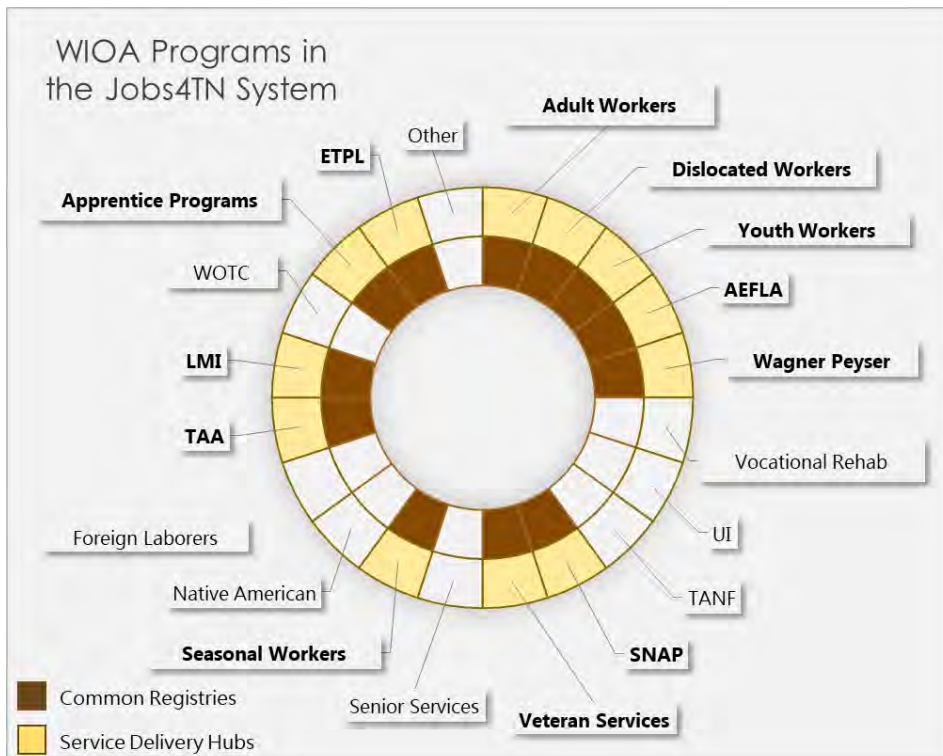 WIOA Programs in
the Jobs4TN System
Adult Workers
Other
ETPL
Dislocated Workers
Apprentice Programs
Youth Workers
WOTC
AEFLA
LMI
Wagner Peyser
TAA
Vocational Rehab
UI
Foreign Laborers
Native American
TANF
Seasonal Workers
SNAP
Senior Services
Veteran Services
Common Registries
Service Delivery Hubs